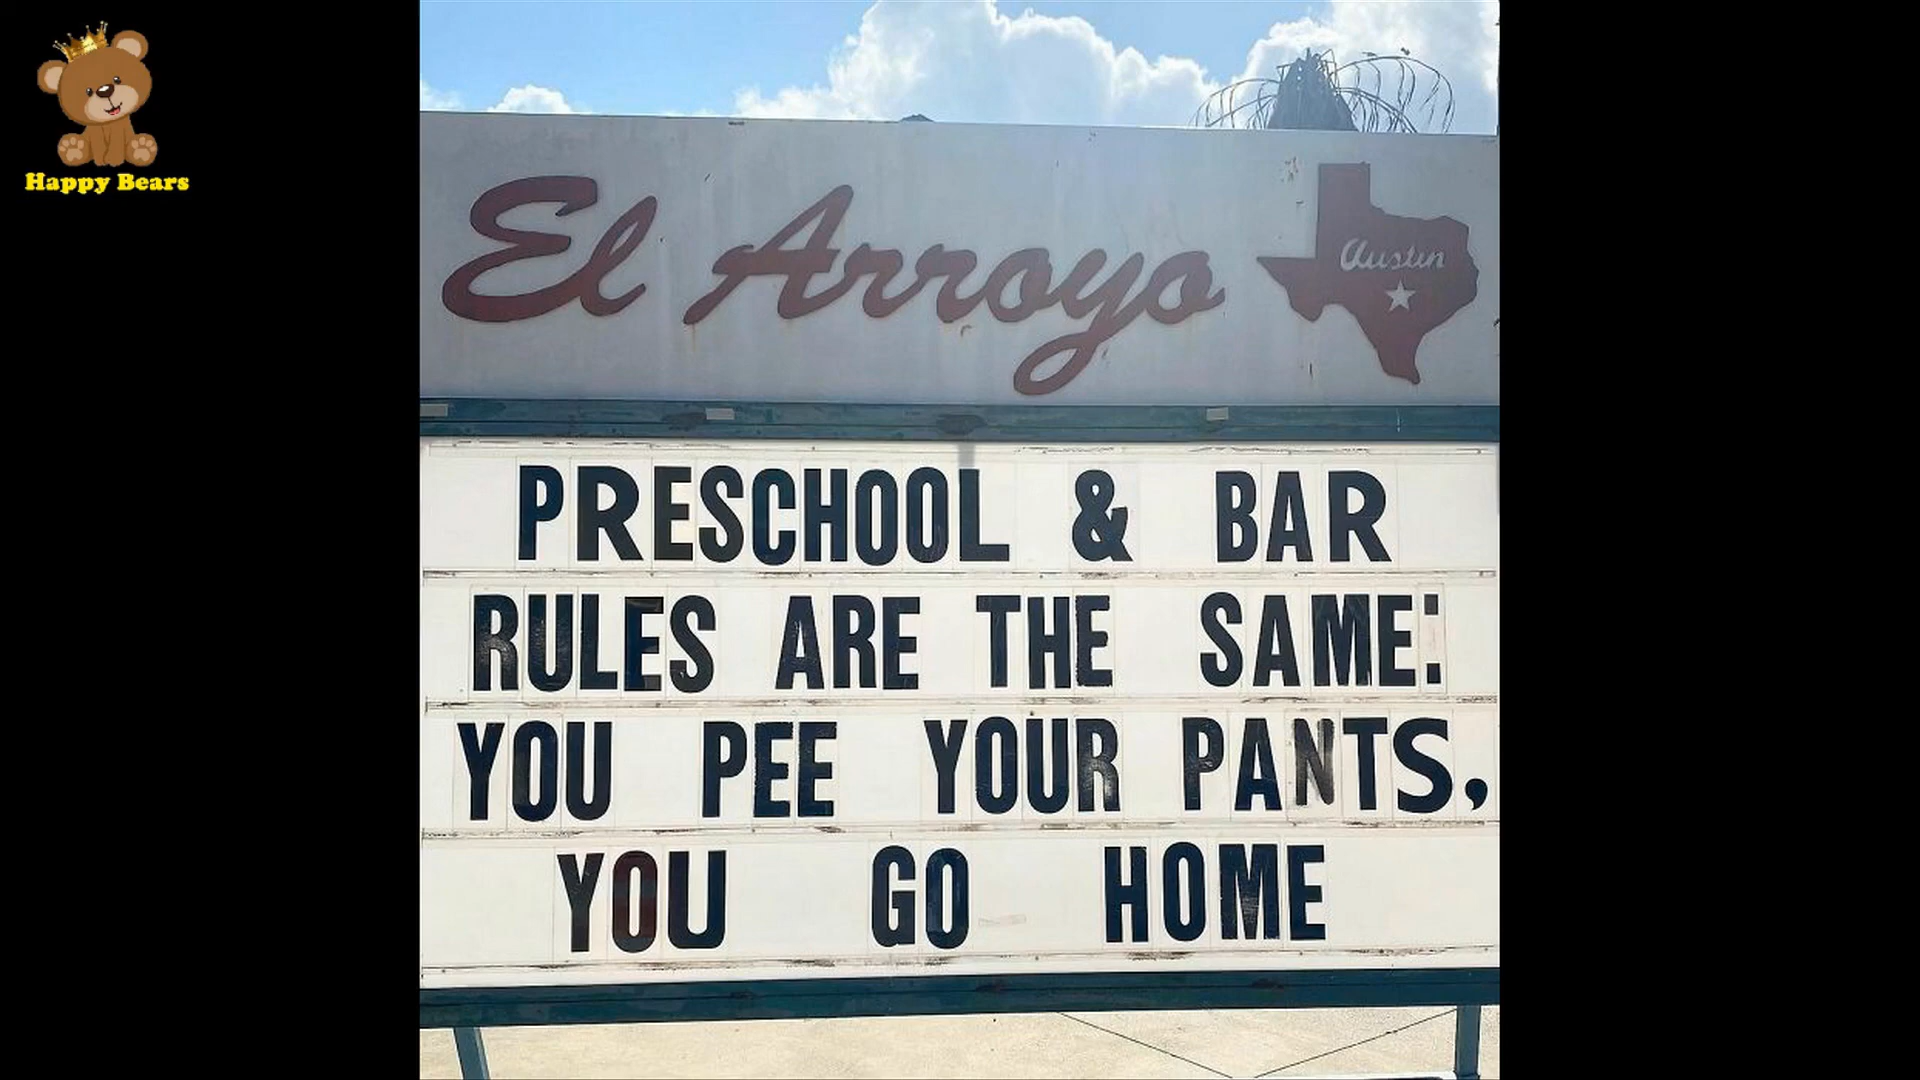 Happy Bears
El Arroyo
Austin
PRESCHOOL & BAR
RULES ARE THE SAME:
YOU PEE YOUR PANTS,
YOU GO HOME